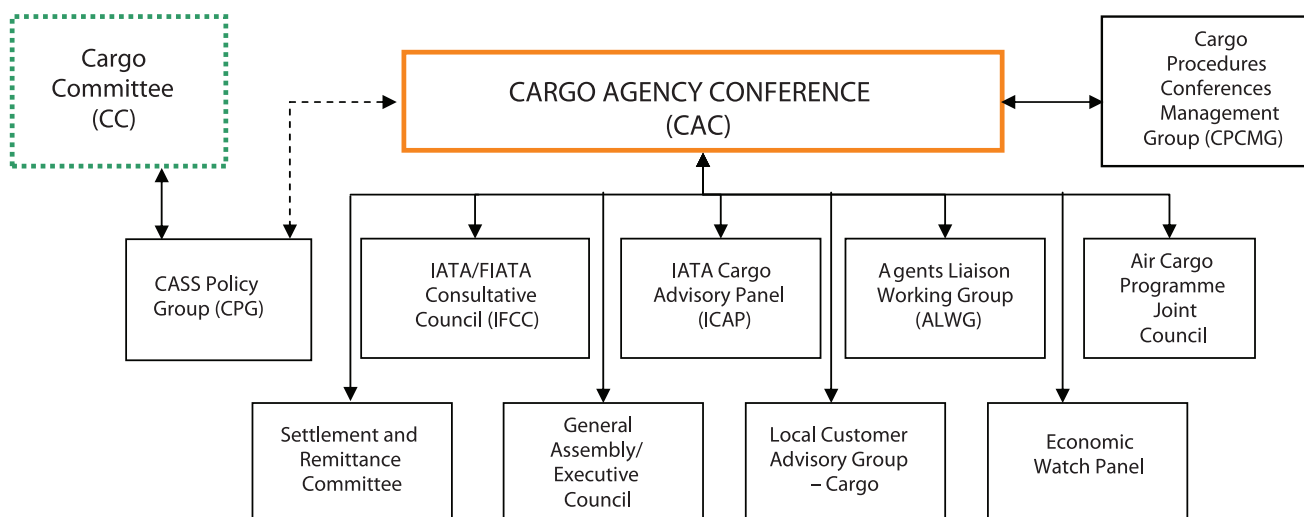 Cargo
Committee
(CC)
CARGO AGENCY CONFERENCE
(CAC)
Cargo
Procedures
Conferences
Management
Group (CPCMG)
CASS Policy
Group (CPG)
IATA/FIATA
Consultative
Council (IFCC)
IATA Cargo
Advisory Panel
(ICAP)
Agents Liaison
Working Group
(ALWG)
Air Cargo
Programme
Joint
Council
Settlement and
Remittance
Committee
General
Assembly/
Executive
Council
Local Customer
Advisory Group
– Cargo
Economic
Watch Panel